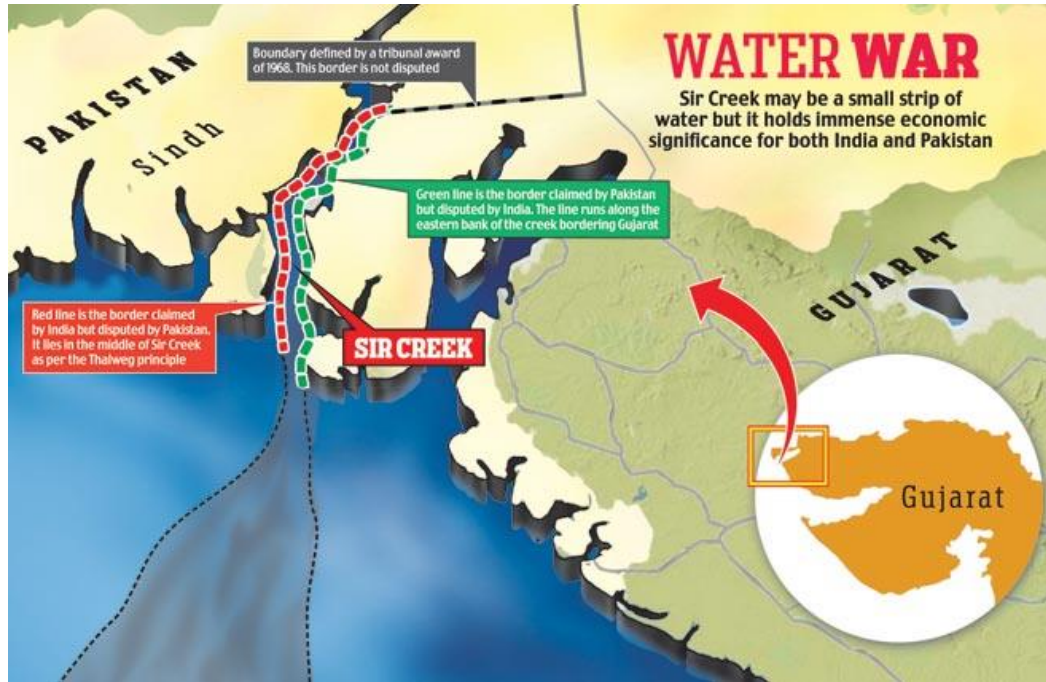 WATER WAR
Sir Creek may be a small strip of
water but it holds immense economic
significance for both India and Pakistan
Boundary defined by a tribunal award
of 1968. This border is not disputed
PAKISTAN
Sindh
Green line is the border claimed by Pakistan
but disputed by India. The line runs along the
eastern bank of the creek bordering Gujarat
GUJARAT
Red line is the border claimed
by India but disputed by Pakistan.
It lies in the middle of Sir Creek
as per the Thalweg principle
SIR CREEK
Gujarat